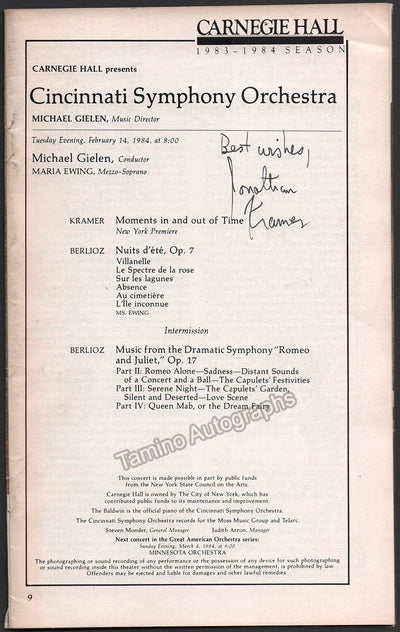 CARNEGIE HALL
1983–1984 SEASON
CARNEGIE HALL presents
Cincinnati Symphony Orchestra
MICHAEL GIELEN, Music Director
Tuesday Evening, February 14, 1984, at 8:00
Michael Gielen, Conductor
MARIA EWING, Mezzo-Soprano
Best wishes,
Jonathan
Kramer
KRAMER Moments in and out of Time
New York Premiere
BERLIOZ Nuits d'été, Op. 7
Villanelle
Le Spectre de la rose
Sur les lagunes
Absence
Au cimetière
L'Île inconnue
MS. EWING
Intermission
BERLIOZ Music from the Dramatic Symphony "Romeo
and Juliet," Op. 17
Part II: Romeo Alone—Sadness—Distant Sounds
of a Concert and a Ball—The Capulets' Festivities
Part III: Serene Night—The Capulets' Garden,
Silent and Deserted—Love Scene
Part IV: Queen Mab, or the Dream Fairy
Tamino Autographs
This concert is made possible in part by public funds
from the New York State Council on the Arts.
Carnegie Hall is owned by The City of New York, which has
contributed public funds to its maintenance and improvement.
The Baldwin is the official piano of the Cincinnati Symphony Orchestra.
The Cincinnati Symphony Orchestra records for the Moss Music Group and Telarc.
Steven Monder, General Manager Judith Arron, Manager
Next concert in the Great American Orchestra series:
Sunday Evening, March 4, 1984, at 8:00
MINNESOTA ORCHESTRA
The photographing or sound recording of any performance or the possession of any device for such photographing
or sound recording inside this theater without the written permission of the management, is prohibited by law.
Offenders may be ejected and liable for damages and other lawful remedies.
9